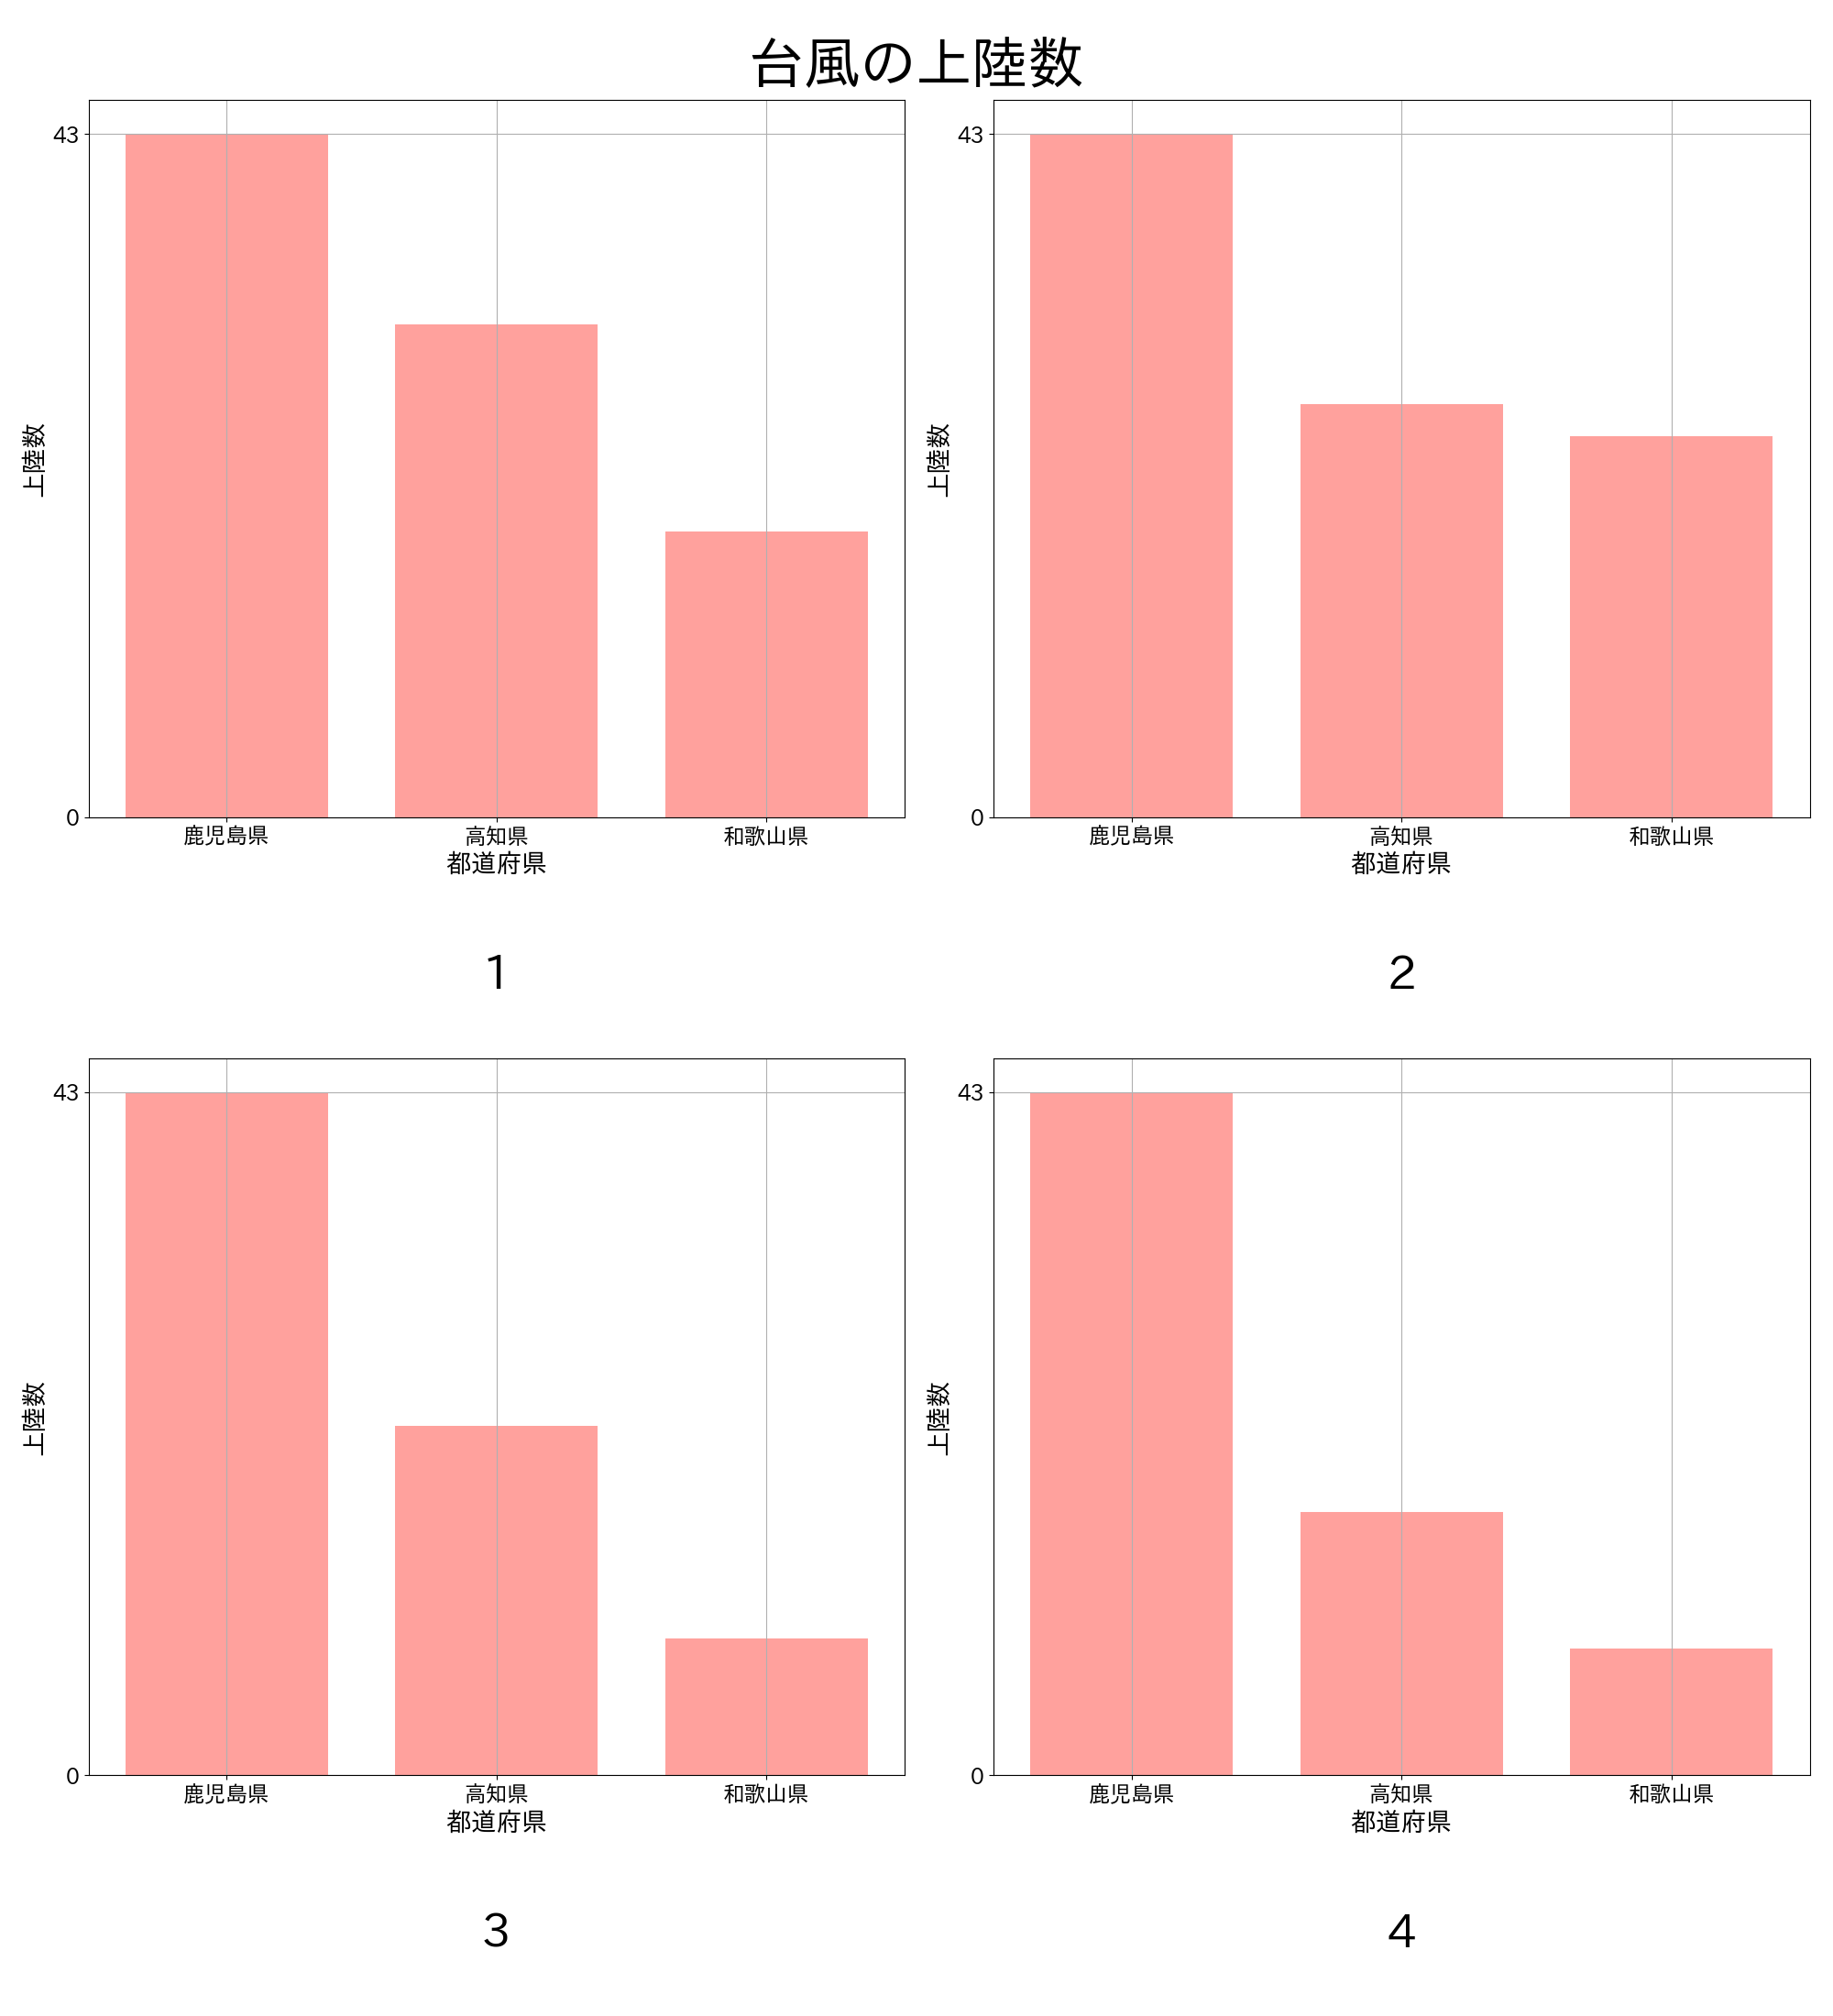 台風の上陸数
43
0
上陸数
鹿児島県 高知県 和歌山県
都道府県
1
43
0
上陸数
鹿児島県 高知県 和歌山県
都道府県
2
43
0
上陸数
鹿児島県 高知県 和歌山県
都道府県
3
43
0
上陸数
鹿児島県 高知県 和歌山県
都道府県
4